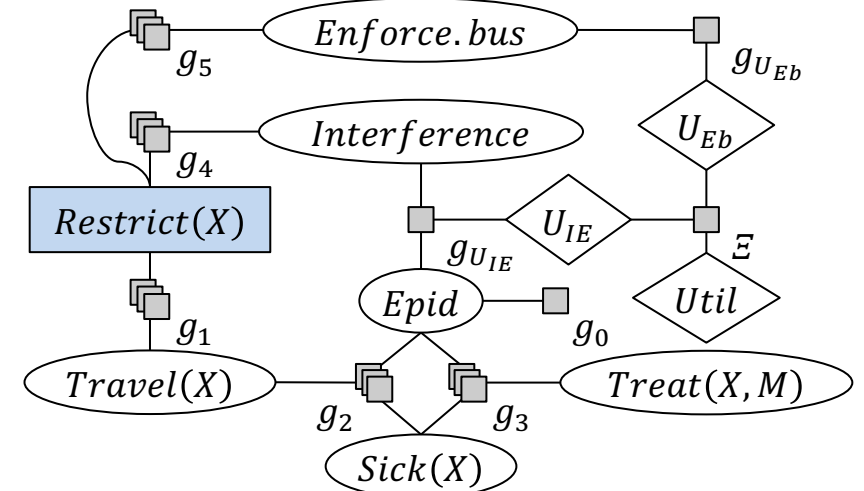 Enforce.bus
g₅
g_{U_{Eb}}
Interference
g₄
U_{Eb}
Restrict(X)
U_{IE}
g_{U_{IE}}
Ξ
Epid
Util
g₁
g₀
Travel(X)
Treat(X, M)
g₂
g₃
Sick(X)